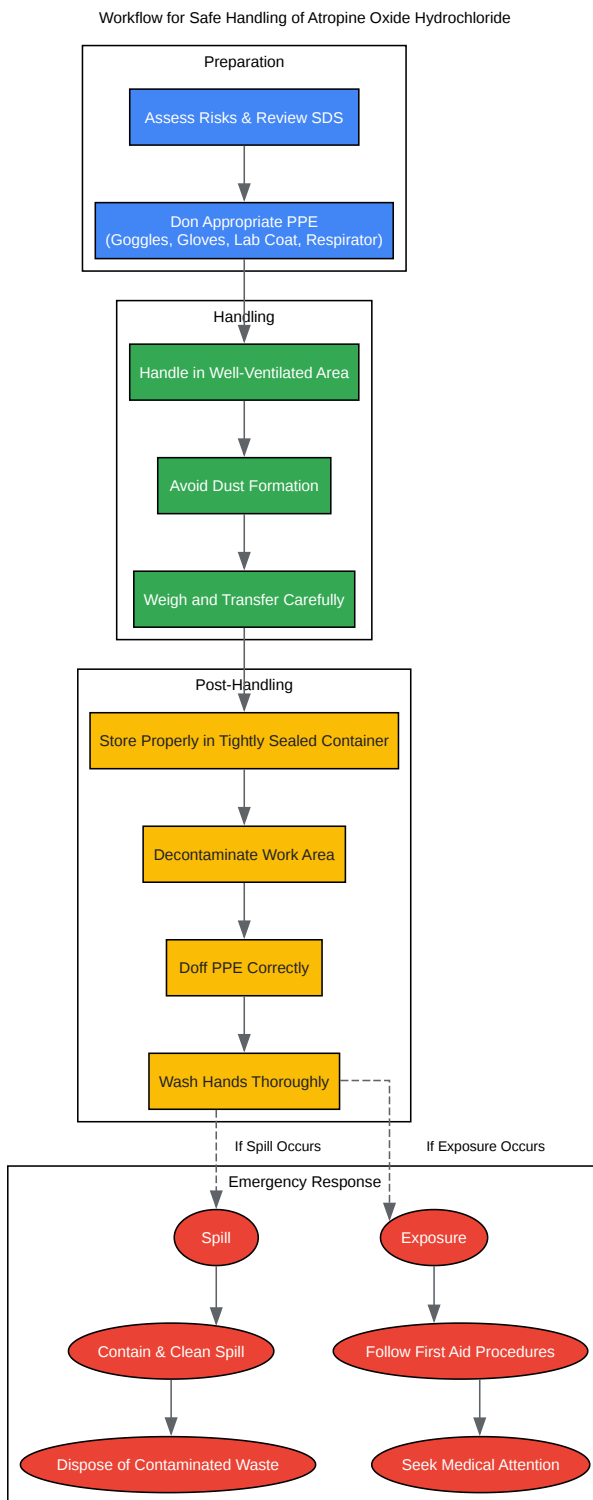 Workflow for Safe Handling of Atropine Oxide Hydrochloride
Preparation
Assess Risks & Review SDS
Don Appropriate PPE
(Goggles, Gloves, Lab Coat, Respirator)
Handling
Handle in Well-Ventilated Area
Avoid Dust Formation
Weigh and Transfer Carefully
Post-Handling
Store Properly in Tightly Sealed Container
Decontaminate Work Area
Doff PPE Correctly
Wash Hands Thoroughly
If Spill Occurs
If Exposure Occurs
Emergency Response
Spill
Exposure
Contain & Clean Spill
Follow First Aid Procedures
Dispose of Contaminated Waste
Seek Medical Attention